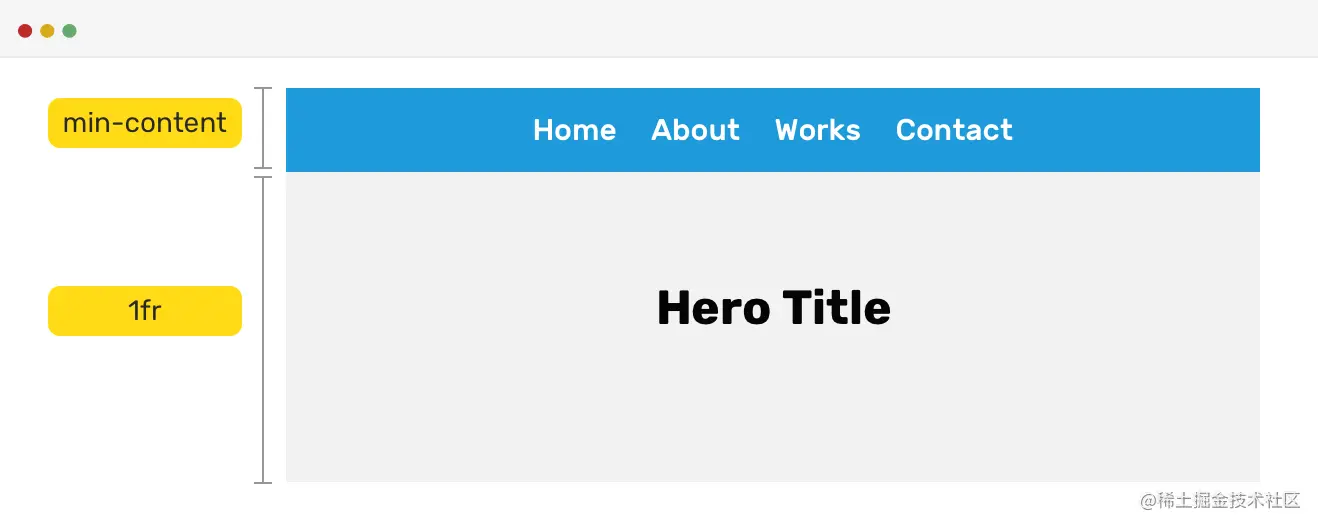 min-content
Home About Works Contact
1fr
Hero Title
@稀土掘金技术社区